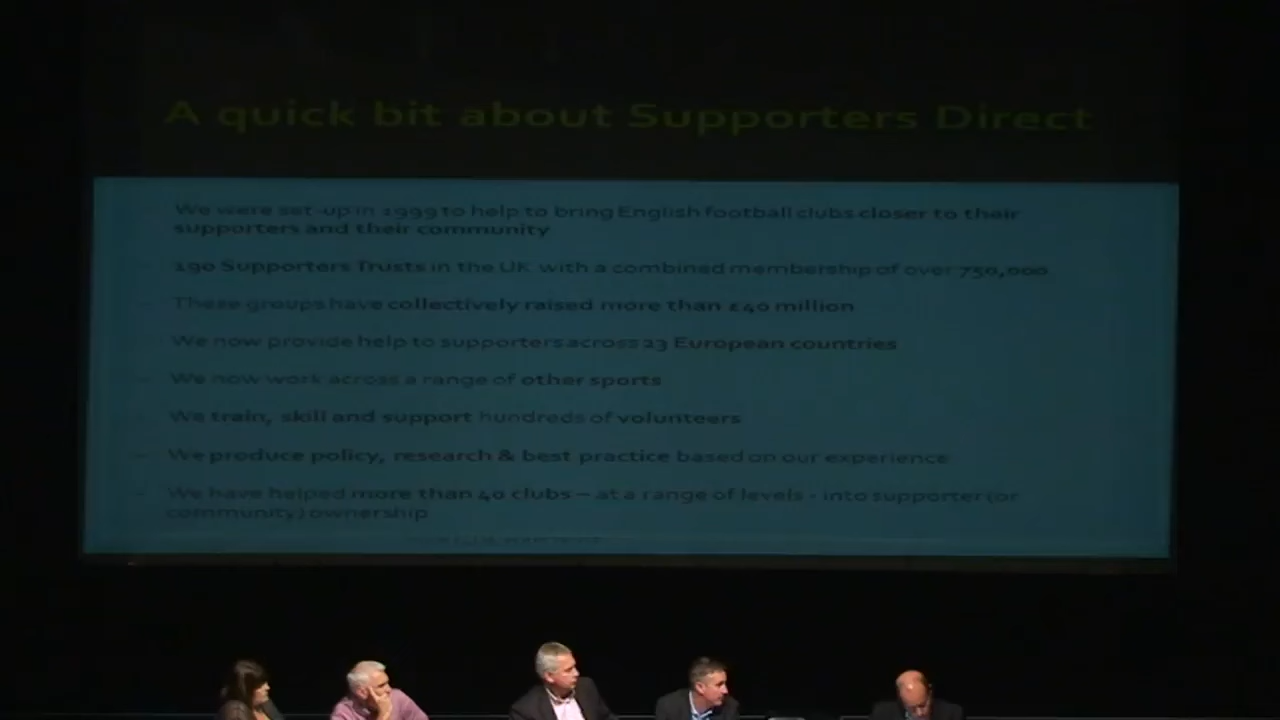 A quick bit about Supporters Direct
We were set-up in 1999 to help to bring English football clubs closer to their
supporters and their community
– 190 Supporters Trusts in the UK with a combined membership of over 750,000
– These groups have collectively raised more than £40 million
– We now provide help to supporters across 23 European countries
– We now work across a range of other sports
– We train, skill and support hundreds of volunteers
– We produce policy, research & best practice based on our experience
– We have helped more than 40 clubs – at a range of levels - into supporter (or
community) ownership